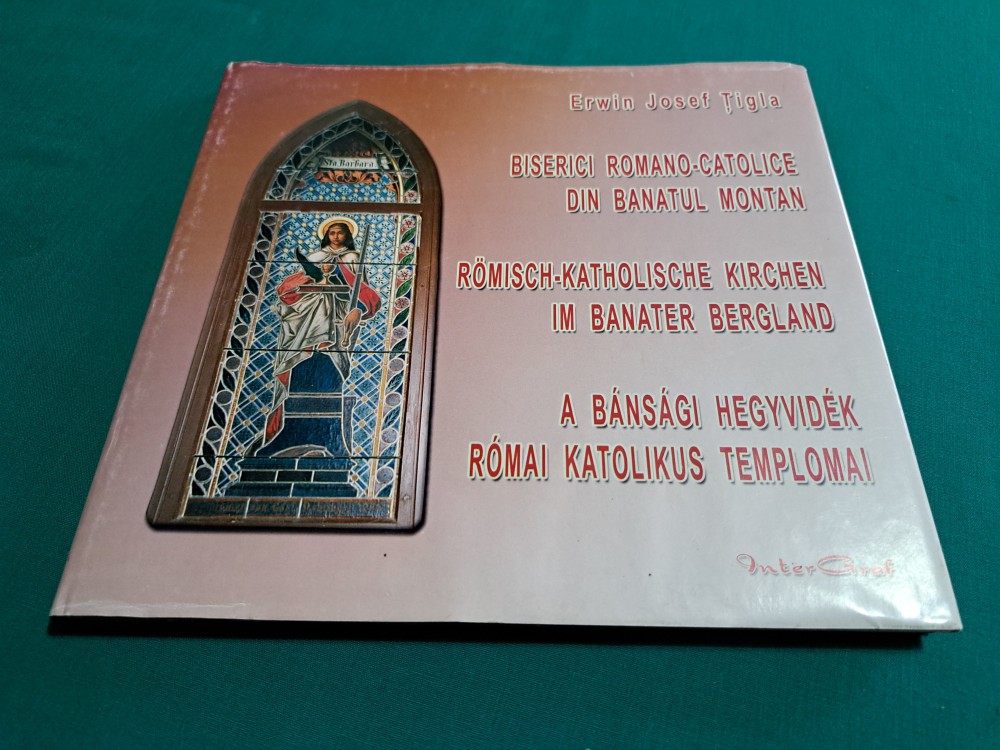 Sta. Barbara.
Erwin Josef Țigla
BISERICI ROMANO-CATOLICE
DIN BANATUL MONTAN
RÖMISCH-KATHOLISCHE KIRCHEN
IM BANATER BERGLAND
A BÁNSÁGI HEGYVIDÉK
RÓMAI KATOLIKUS TEMPLOMAI
InterGraf